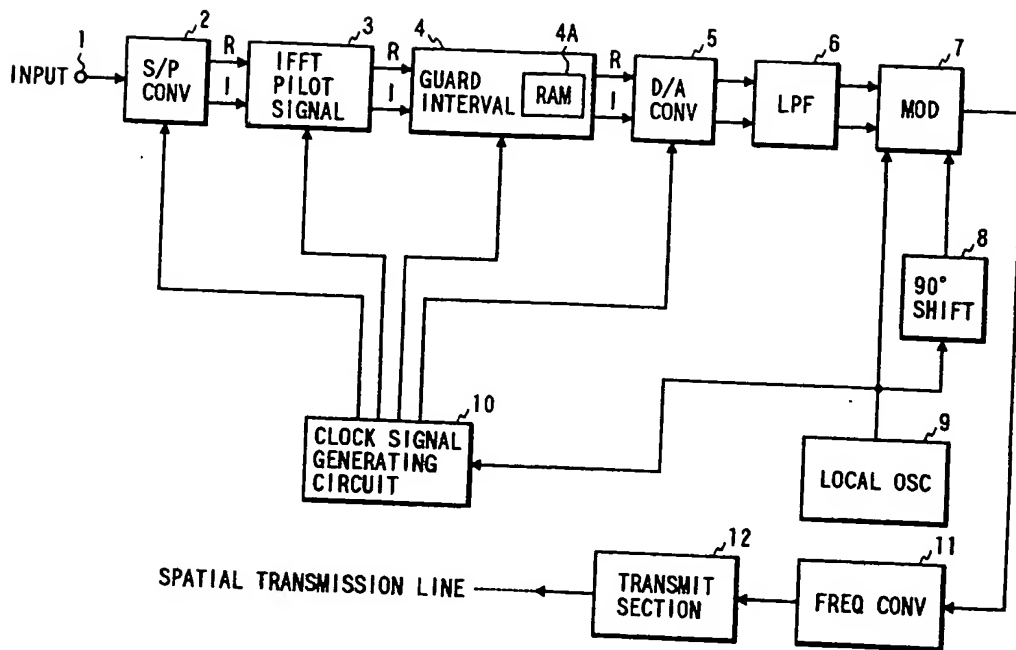 1
INPUT
2
S/P
CONV
R
I
3
IFFT
PILOT
SIGNAL
R
I
4
GUARD
INTERVAL
4A
RAM
R
I
5
D/A
CONV
6
LPF
7
MOD
8
90°
SHIFT
9
LOCAL OSC
10
CLOCK SIGNAL
GENERATING
CIRCUIT
11
FREQ CONV
12
TRANSMIT
SECTION
SPATIAL TRANSMISSION LINE